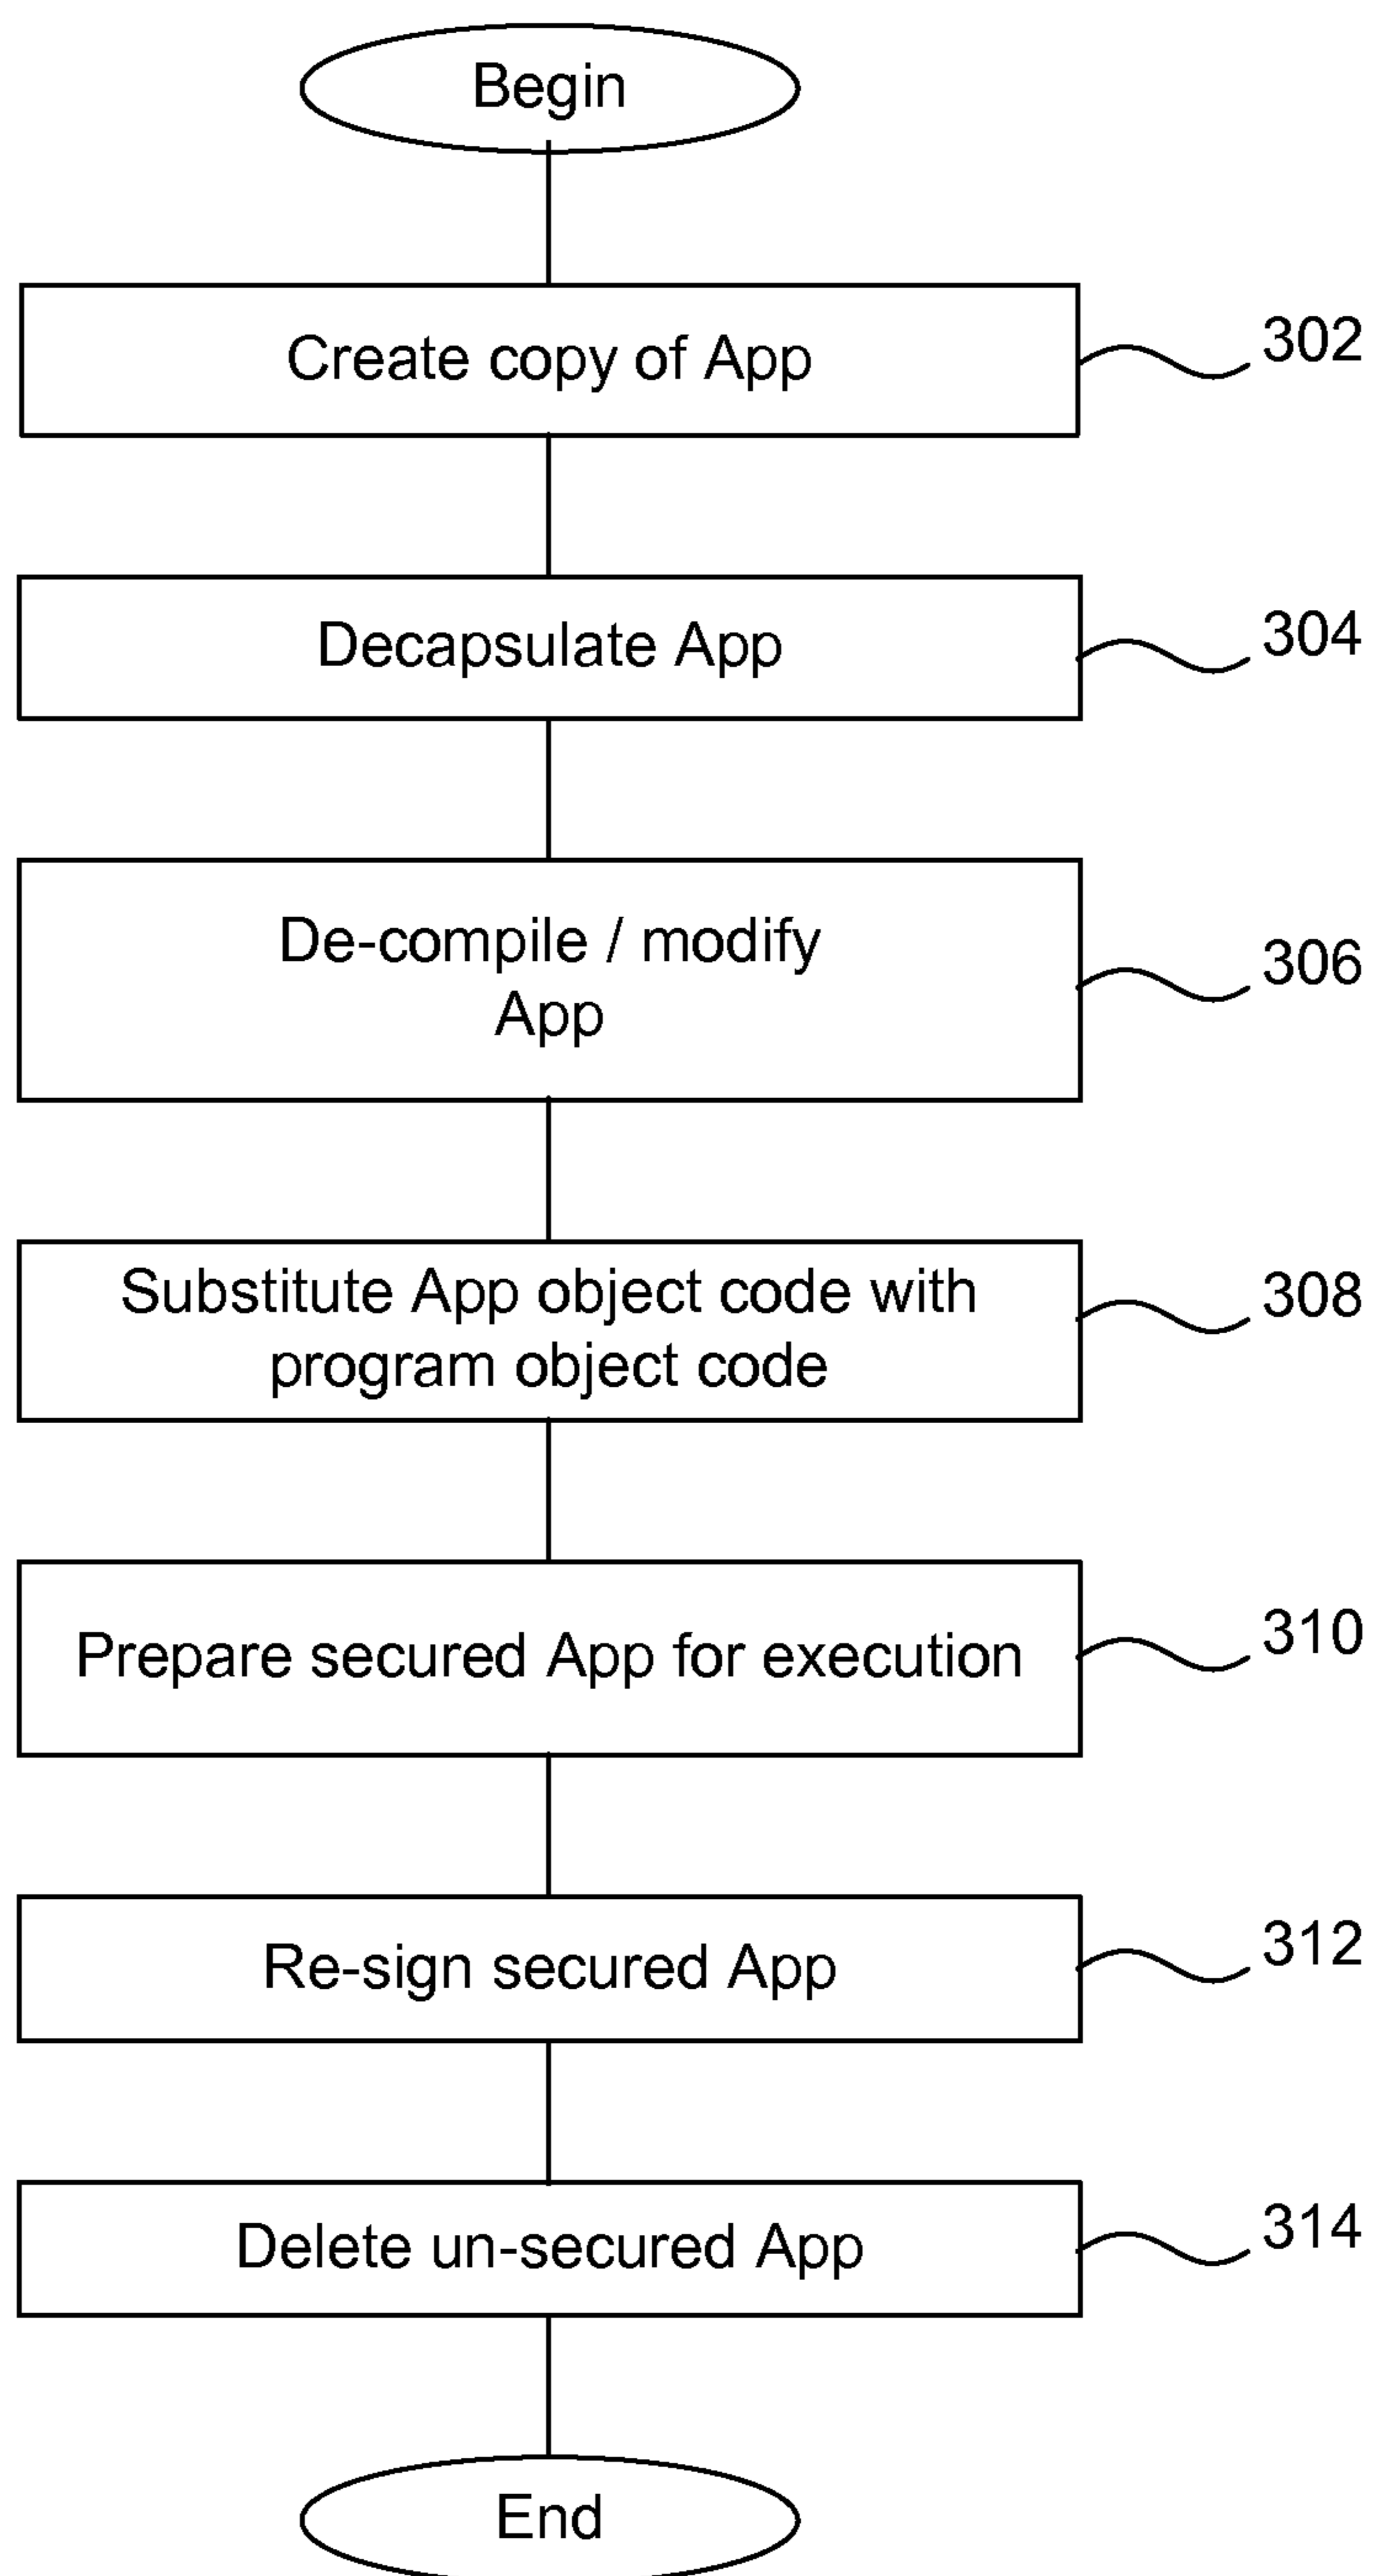 Begin
Create copy of App
302
Decapsulate App
304
De-compile / modify
App
306
Substitute App object code with
program object code
308
Prepare secured App for execution
310
Re-sign secured App
312
Delete un-secured App
314
End